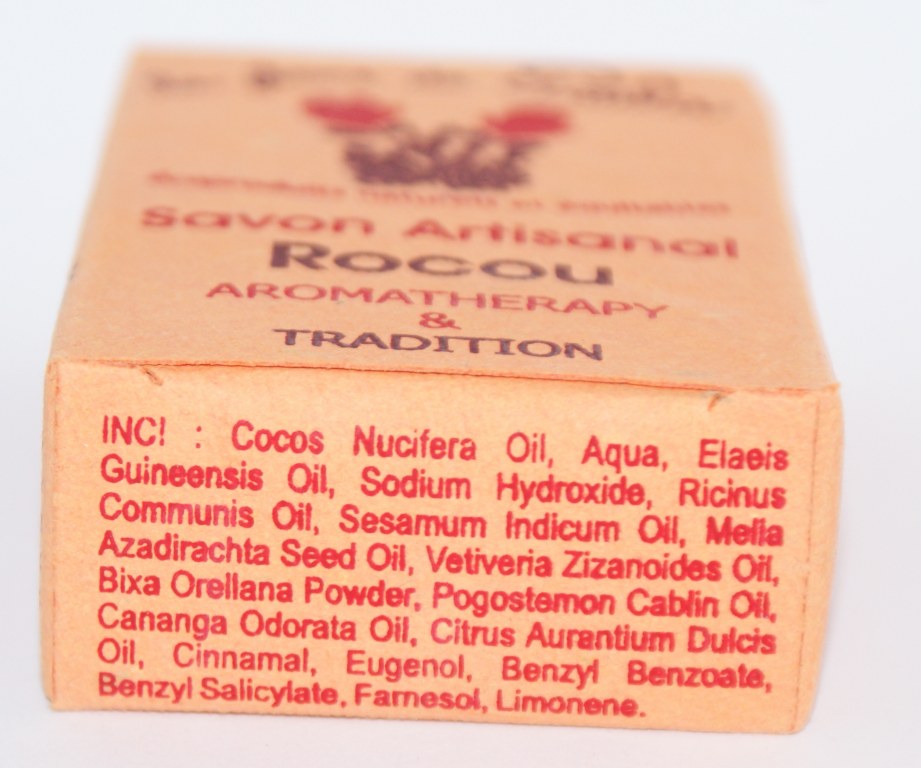 Savon Artisanal
Rocou
AROMATHERAPY
&
TRADITION
INCI : Cocos Nucifera Oil, Aqua, Elaeis
Guineensis Oil, Sodium Hydroxide, Ricinus
Communis Oil, Sesamum Indicum Oil, Melia
Azadirachta Seed Oil, Vetiveria Zizanoides Oil,
Bixa Orellana Powder, Pogostemon Cablin Oil,
Cananga Odorata Oil, Citrus Aurantium Dulcis
Oil, Cinnamal, Eugenol, Benzyl Benzoate,
Benzyl Salicylate, Farnesol, Limonene.